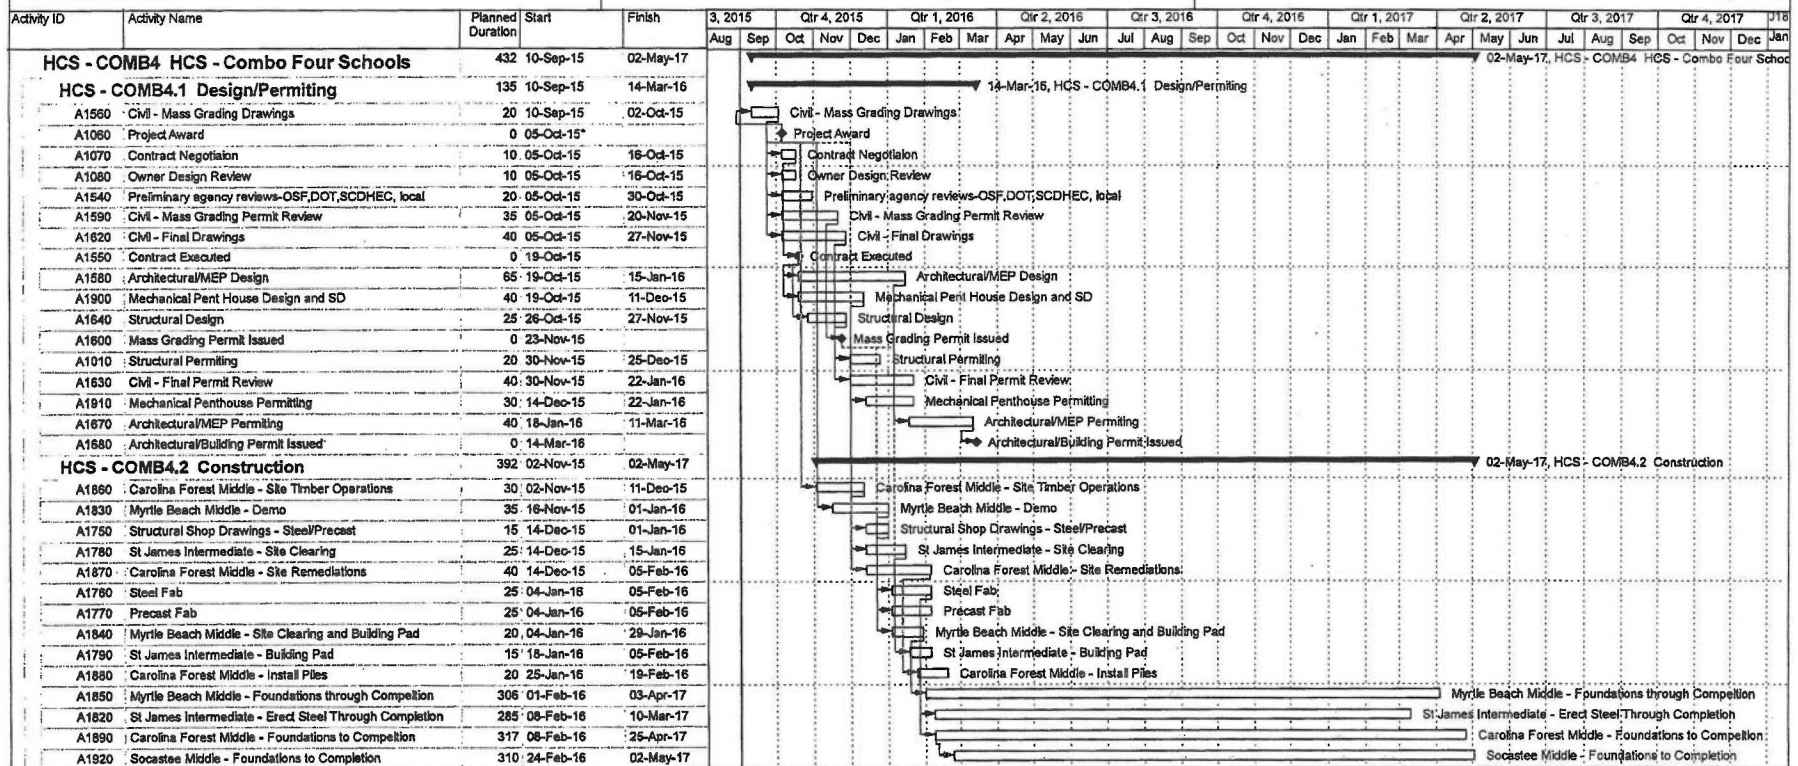 Activity ID Activity Name Planned Duration Start Finish 3, 2015 Qtr 4, 2015 Qtr 1, 2016 Qtr 2, 2016 Qtr 3, 2016 Qtr 4, 2016 Qtr 1, 2017 Qtr 2, 2017 Qtr 3, 2017 Qtr 4, 2017 J18
Aug Sep Oct Nov Dec Jan Feb Mar Apr May Jun Jul Aug Sep Oct Nov Dec Jan Feb Mar Apr May Jun Jul Aug Sep Oct Nov Dec Jan
HCS - COMB4 HCS - Combo Four Schools 432 10-Sep-15 02-May-17 02-May-17, HCS - COMB4 HCS - Combo Four Schoo
HCS - COMB4.1 Design/Permiting 135 10-Sep-15 14-Mar-16 14-Mar-16, HCS - COMB4.1 Design/Permiting
A1560 Civil - Mass Grading Drawings 20 10-Sep-15 02-Oct-15 Civil - Mass Grading Drawings
A1060 Project Award 0 05-Oct-15* Project Award
A1070 Contract Negotiaion 10 05-Oct-15 16-Oct-15 Contract Negotiaion
A1080 Owner Design Review 10 05-Oct-15 16-Oct-15 Owner Design Review
A1540 Preliminary agency reviews-OSF,DOT,SCDHEC, local 20 05-Oct-15 30-Oct-15 Preliminary agency reviews-OSF,DOT,SCDHEC, local
A1590 Civil - Mass Grading Permit Review 35 05-Oct-15 20-Nov-15 Civil - Mass Grading Permit Review
A1620 Civil - Final Drawings 40 05-Oct-15 27-Nov-15 Civil - Final Drawings
A1550 Contract Executed 0 19-Oct-15 Contract Executed
A1580 Architectural/MEP Design 65 19-Oct-15 15-Jan-16 Architectural/MEP Design
A1900 Mechanical Pent House Design and SD 40 19-Oct-15 11-Dec-15 Mechanical Pent House Design and SD
A1640 Structural Design 25 26-Oct-15 27-Nov-15 Structural Design
A1600 Mass Grading Permit Issued 0 23-Nov-15 Mass Grading Permit Issued
A1010 Structural Permiting 20 30-Nov-15 25-Dec-15 Structural Permiting
A1630 Civil - Final Permit Review 40 30-Nov-15 22-Jan-16 Civil - Final Permit Review
A1910 Mechanical Penthouse Permitting 30 14-Dec-15 22-Jan-16 Mechanical Penthouse Permitting
A1670 Architectural/MEP Permiting 40 18-Jan-16 11-Mar-16 Architectural/MEP Permiting
A1680 Architectural/Building Permit Issued 0 14-Mar-16 Architectural/Building Permit Issued
HCS - COMB4.2 Construction 392 02-Nov-15 02-May-17 02-May-17, HCS - COMB4.2 Construction
A1860 Carolina Forest Middle - Site Timber Operations 30 02-Nov-15 11-Dec-15 Carolina Forest Middle - Site Timber Operations
A1830 Myrtle Beach Middle - Demo 35 16-Nov-15 01-Jan-16 Myrtle Beach Middle - Demo
A1750 Structural Shop Drawings - Steel/Precast 15 14-Dec-15 01-Jan-16 Structural Shop Drawings - Steel/Precast
A1780 St James Intermediate - Site Clearing 25 14-Dec-15 15-Jan-16 St James Intermediate - Site Clearing
A1870 Carolina Forest Middle - Site Remediations 40 14-Dec-15 05-Feb-16 Carolina Forest Middle - Site Remediations
A1760 Steel Fab 25 04-Jan-16 05-Feb-16 Steel Fab
A1770 Precast Fab 25 04-Jan-16 05-Feb-16 Precast Fab
A1840 Myrtle Beach Middle - Site Clearing and Building Pad 20 04-Jan-16 29-Jan-16 Myrtle Beach Middle - Site Clearing and Building Pad
A1790 St James Intermediate - Building Pad 15 18-Jan-16 05-Feb-16 St James Intermediate - Building Pad
A1880 Carolina Forest Middle - Install Piles 20 25-Jan-16 19-Feb-16 Carolina Forest Middle - Install Piles
A1850 Myrtle Beach Middle - Foundations through Compeltion 306 01-Feb-16 03-Apr-17 Myrtle Beach Middle - Foundations through Compeltion
A1820 St James Intermediate - Erect Steel Through Completion 285 08-Feb-16 10-Mar-17 St James Intermediate - Erect Steel Through Completion
A1890 Carolina Forest Middle - Foundations to Compeltion 317 08-Feb-16 25-Apr-17 Carolina Forest Middle - Foundations to Compeltion
A1920 Socastee Middle - Foundations to Completion 310 24-Feb-16 02-May-17 Socastee Middle - Foundations to Completion